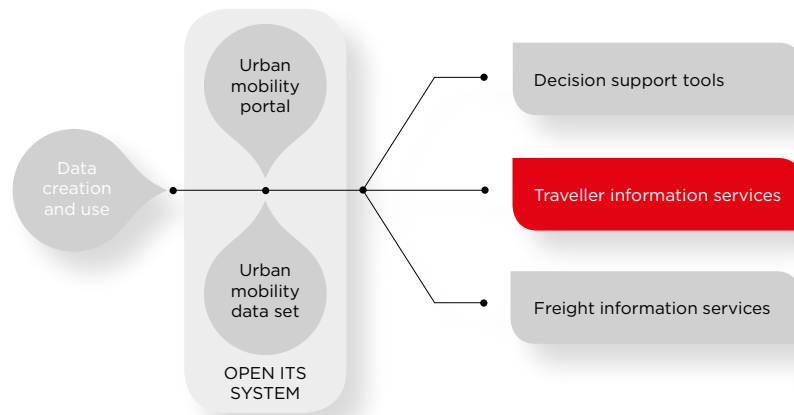 Data
creation
and use
Urban
mobility
portal
Urban
mobility
data set
OPEN ITS
SYSTEM
Decision support tools
Traveller information services
Freight information services